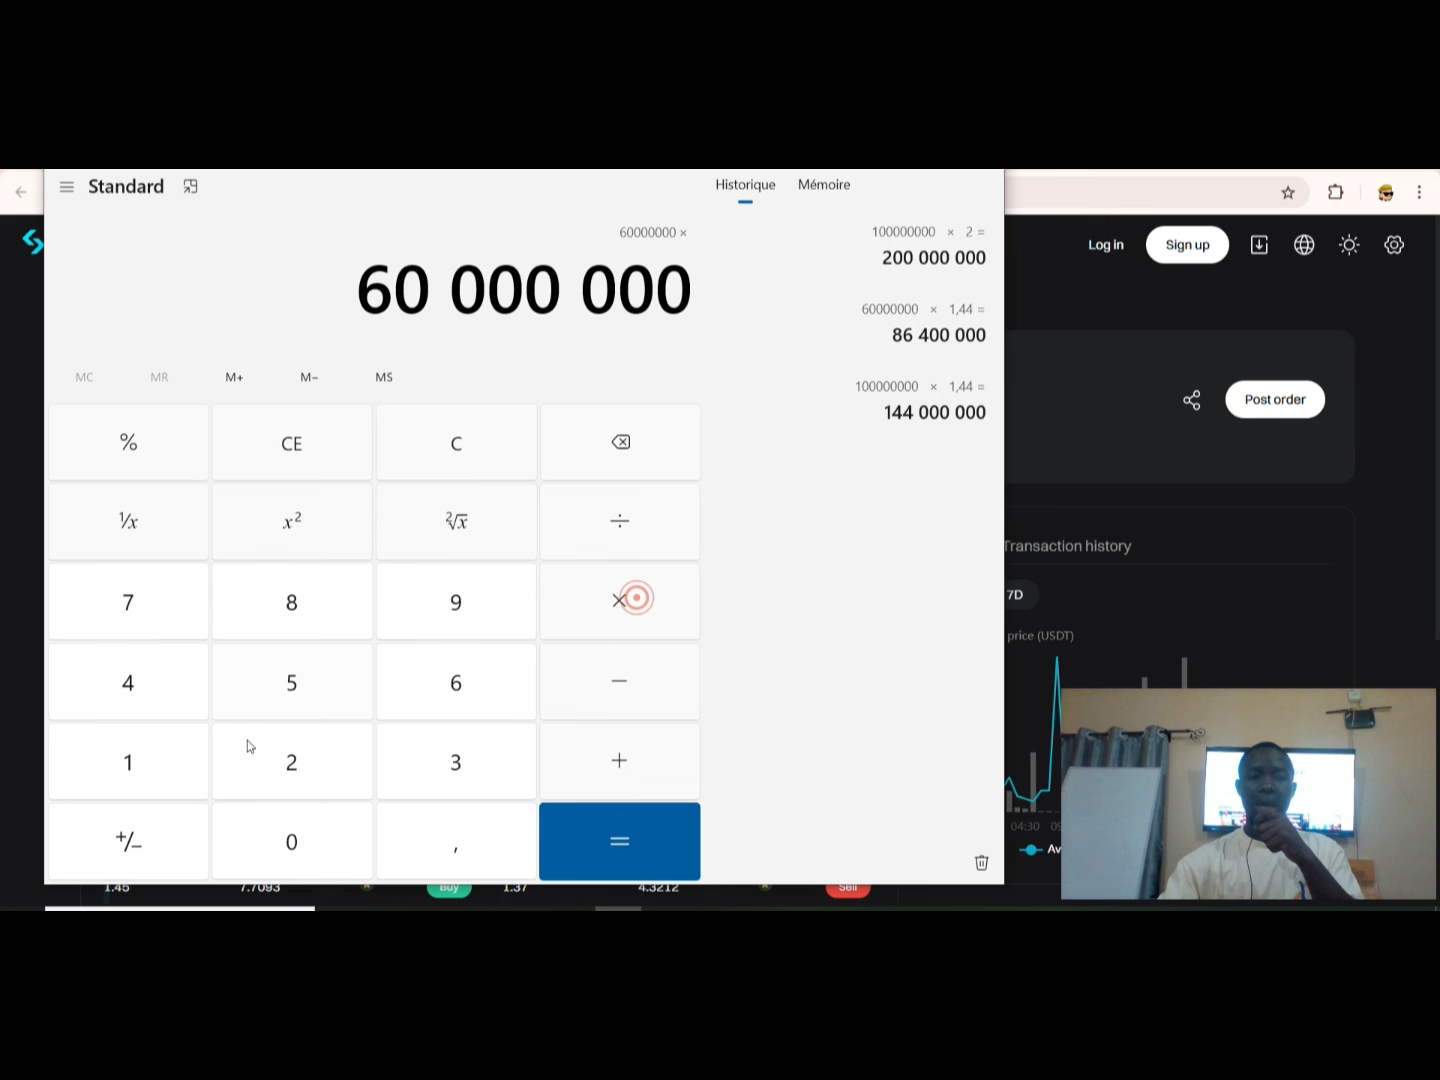 Standard
Historique Mémoire
60000000 ×
60 000 000
100000000 × 2 =
200 000 000
60000000 × 1,44 =
86 400 000
100000000 × 1,44 =
144 000 000
MC MR M+ M− MS
% CE C
¹/x x² ²√x ÷
7 8 9 ×
4 5 6 −
1 2 3 +
+/− 0 , =
Log in Sign up
Post order
Transaction history
7D
price (USDT)
04:30
1.45 7.7093 Buy 1.37 4.3212 Sell